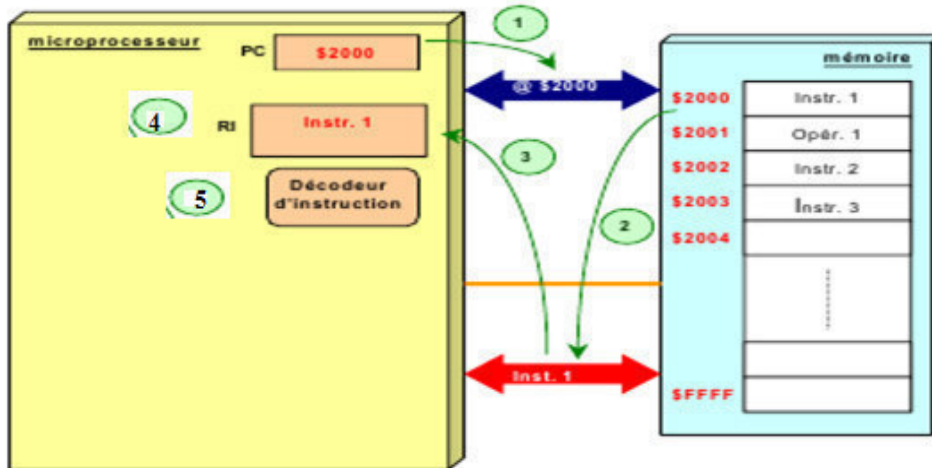 microprocesseur
PC
$2000
1
@ $2000
mémoire
$2000
Instr. 1
4
RI
Instr. 1
3
$2001
Opér. 1
$2002
Instr. 2
5
Décodeur
d'instruction
2
$2003
Instr. 3
$2004
Inst. 1
$FFFF